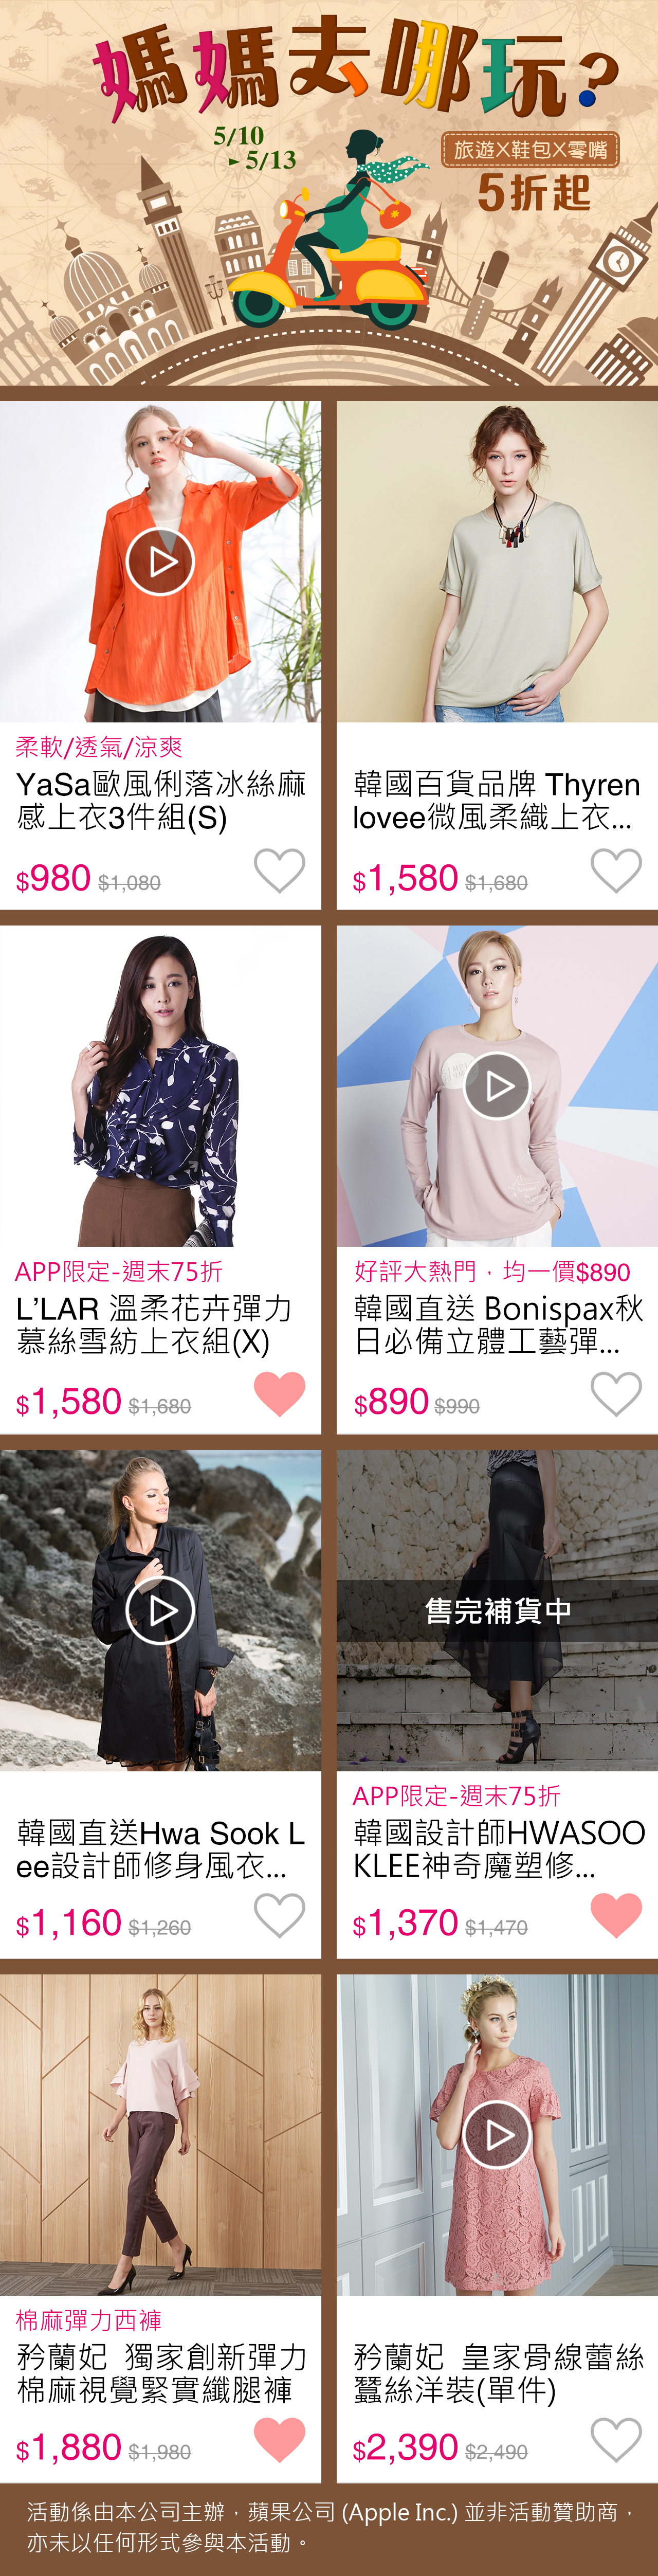 媽媽去哪玩?
5/10
▸5/13
旅遊X鞋包X零嘴
5折起
柔軟/透氣/涼爽
YaSa歐風俐落冰絲麻
感上衣3件組(S)
$980 $1,080
韓國百貨品牌 Thyren
lovee微風柔織上衣...
$1,580 $1,680
APP限定-週末75折
L’LAR 溫柔花卉彈力
慕絲雪紡上衣組(X)
$1,580 $1,680
好評大熱門，均一價$890
韓國直送 Bonispax秋
日必備立體工藝彈...
$890 $990
韓國直送Hwa Sook L
ee設計師修身風衣...
$1,160 $1,260
售完補貨中
APP限定-週末75折
韓國設計師HWASOO
KLEE神奇魔塑修...
$1,370 $1,470
棉麻彈力西褲
矜蘭妃 獨家創新彈力
棉麻視覺緊實纖腿褲
$1,880 $1,980
矜蘭妃 皇家骨線蕾絲
蠶絲洋裝(單件)
$2,390 $2,490
活動係由本公司主辦，蘋果公司 (Apple Inc.) 並非活動贊助商，
亦未以任何形式參與本活動。